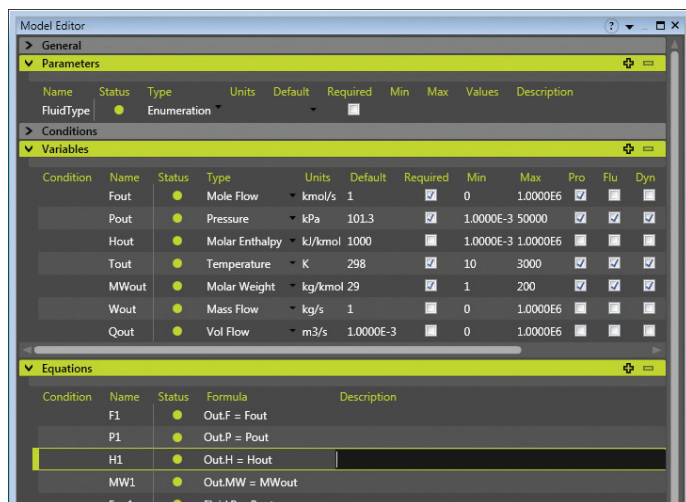 Model Editor
General
Parameters
Name Status Type Units Default Required Min Max Values Description
FluidType Enumeration
Conditions
Variables
Condition Name Status Type Units Default Required Min Max Pro Flu Dyn
Fout Mole Flow kmol/s 1 0 1.0000E6
Pout Pressure kPa 101.3 1.0000E-3 50000
Hout Molar Enthalpy kJ/kmol 1000 1.0000E-3 1.0000E6
Tout Temperature K 298 10 3000
MWout Molar Weight kg/kmol 29 1 200
Wout Mass Flow kg/s 1 0 1.0000E6
Qout Vol Flow m3/s 1.0000E-3 0 1.0000E6
Equations
Condition Name Status Formula Description
F1 Out.F = Fout
P1 Out.P = Pout
H1 Out.H = Hout
MW1 Out.MW = MWout